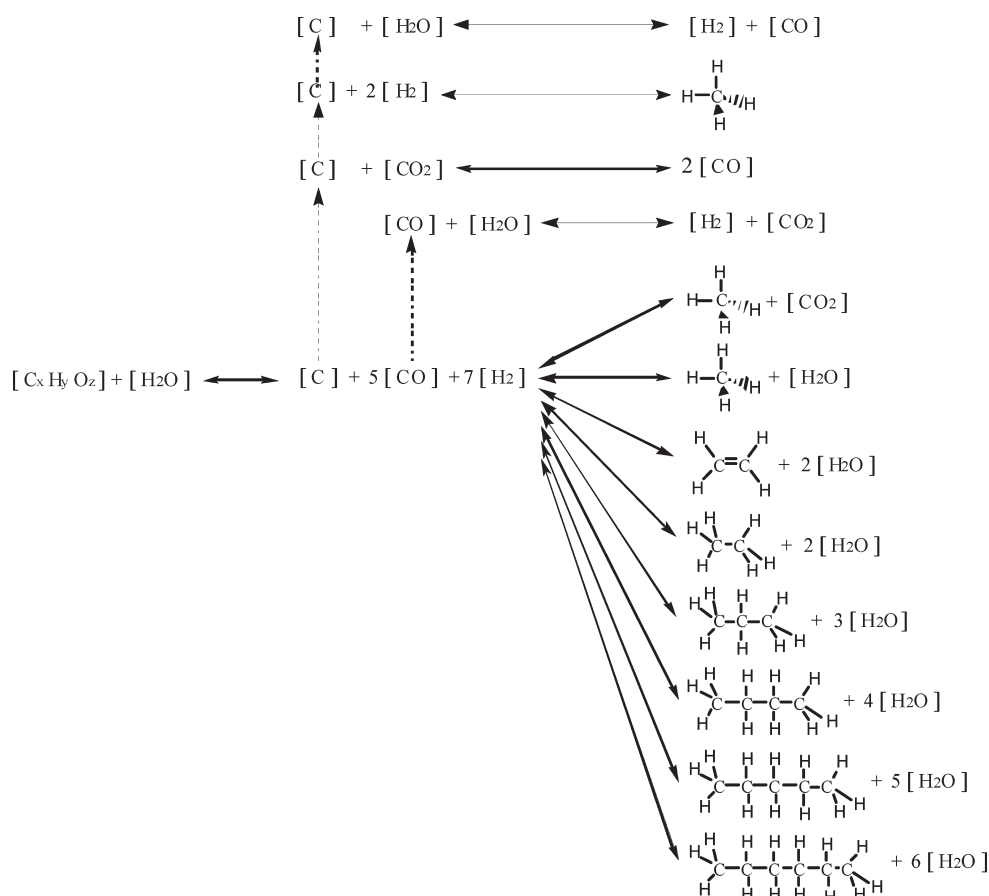 [C] + [H2O] [H2] + [CO]
H
[C] + 2 [H2] H C H
H
[C] + [CO2] 2 [CO]
[CO] + [H2O] [H2] + [CO2]
H
H C H + [CO2]
H
H
[Cx Hy Oz] + [H2O] [C] + 5 [CO] + 7 [H2] H C H + [H2O]
H
H H
C = C + 2 [H2O]
H H
H H H
C C + 2 [H2O]
H H H
H H H H
C C C + 3 [H2O]
H H H H
H H H H H
C C C C + 4 [H2O]
H H H H H
H H H H H H
C C C C C + 5 [H2O]
H H H H H H
H H H H H H H
C C C C C C + 6 [H2O]
H H H H H H H